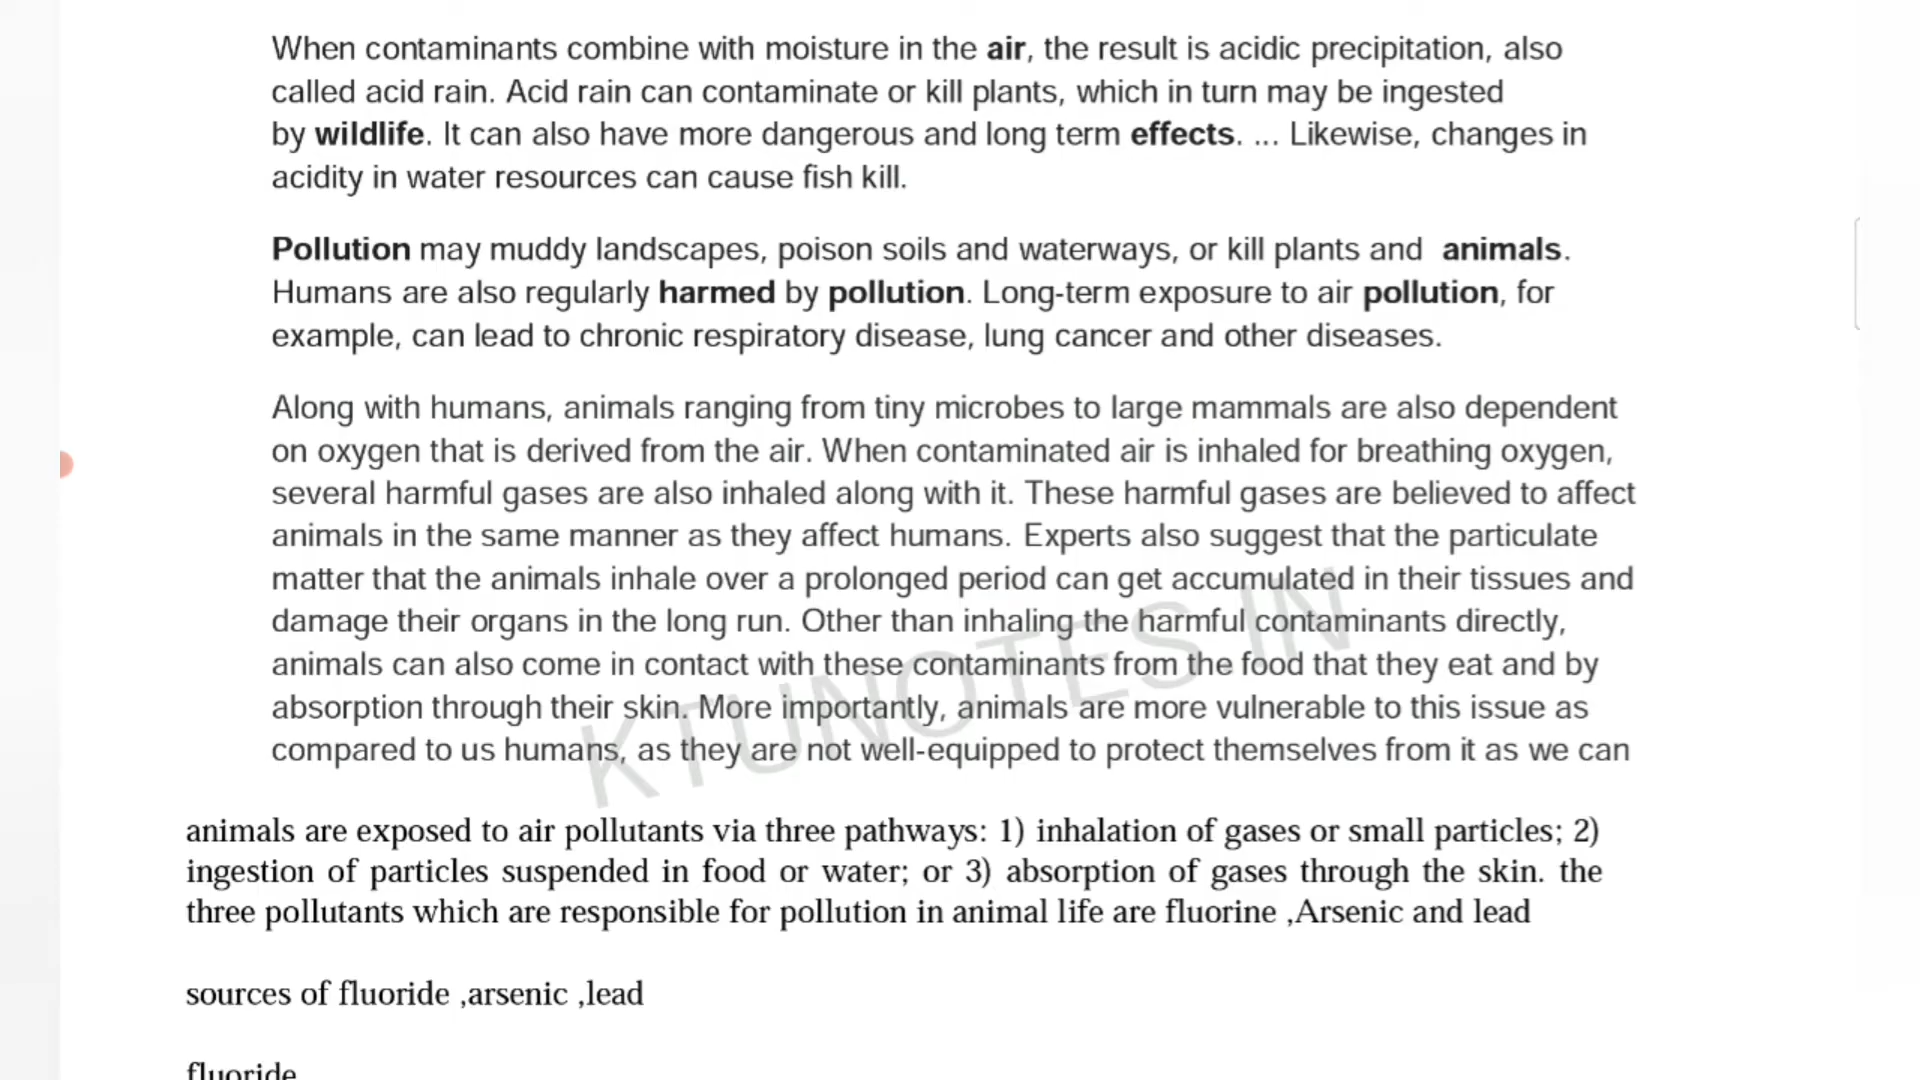 When contaminants combine with moisture in the air, the result is acidic precipitation, also
called acid rain. Acid rain can contaminate or kill plants, which in turn may be ingested
by wildlife. It can also have more dangerous and long term effects. ... Likewise, changes in
acidity in water resources can cause fish kill.
Pollution may muddy landscapes, poison soils and waterways, or kill plants and animals.
Humans are also regularly harmed by pollution. Long-term exposure to air pollution, for
example, can lead to chronic respiratory disease, lung cancer and other diseases.
Along with humans, animals ranging from tiny microbes to large mammals are also dependent
on oxygen that is derived from the air. When contaminated air is inhaled for breathing oxygen,
several harmful gases are also inhaled along with it. These harmful gases are believed to affect
animals in the same manner as they affect humans. Experts also suggest that the particulate
matter that the animals inhale over a prolonged period can get accumulated in their tissues and
damage their organs in the long run. Other than inhaling the harmful contaminants directly,
animals can also come in contact with these contaminants from the food that they eat and by
absorption through their skin. More importantly, animals are more vulnerable to this issue as
compared to us humans, as they are not well-equipped to protect themselves from it as we can
KTUNOTES IN
animals are exposed to air pollutants via three pathways: 1) inhalation of gases or small particles; 2)
ingestion of particles suspended in food or water; or 3) absorption of gases through the skin. the
three pollutants which are responsible for pollution in animal life are fluorine ,Arsenic and lead
sources of fluoride ,arsenic ,lead
fluoride